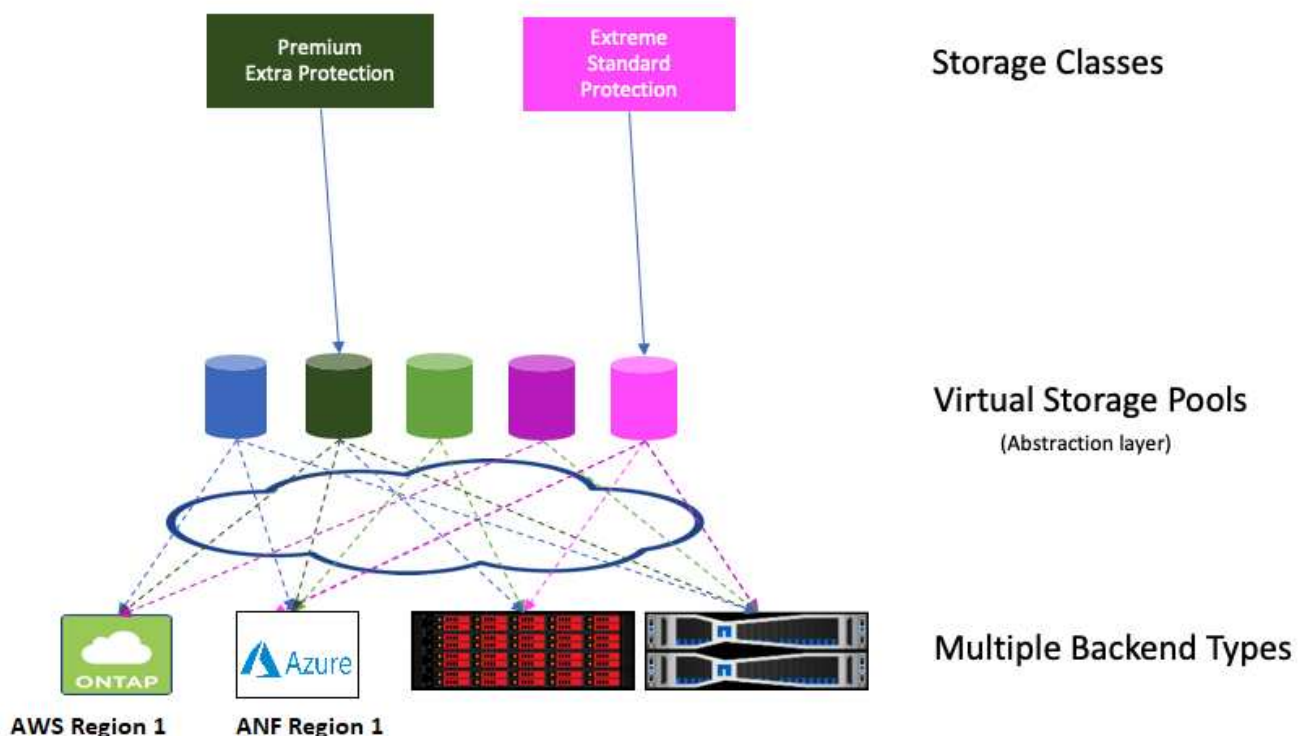 Premium
Extra Protection
Extreme
Standard
Protection
Storage Classes
Virtual Storage Pools
(Abstraction layer)
ONTAP
Azure
Multiple Backend Types
AWS Region 1
ANF Region 1